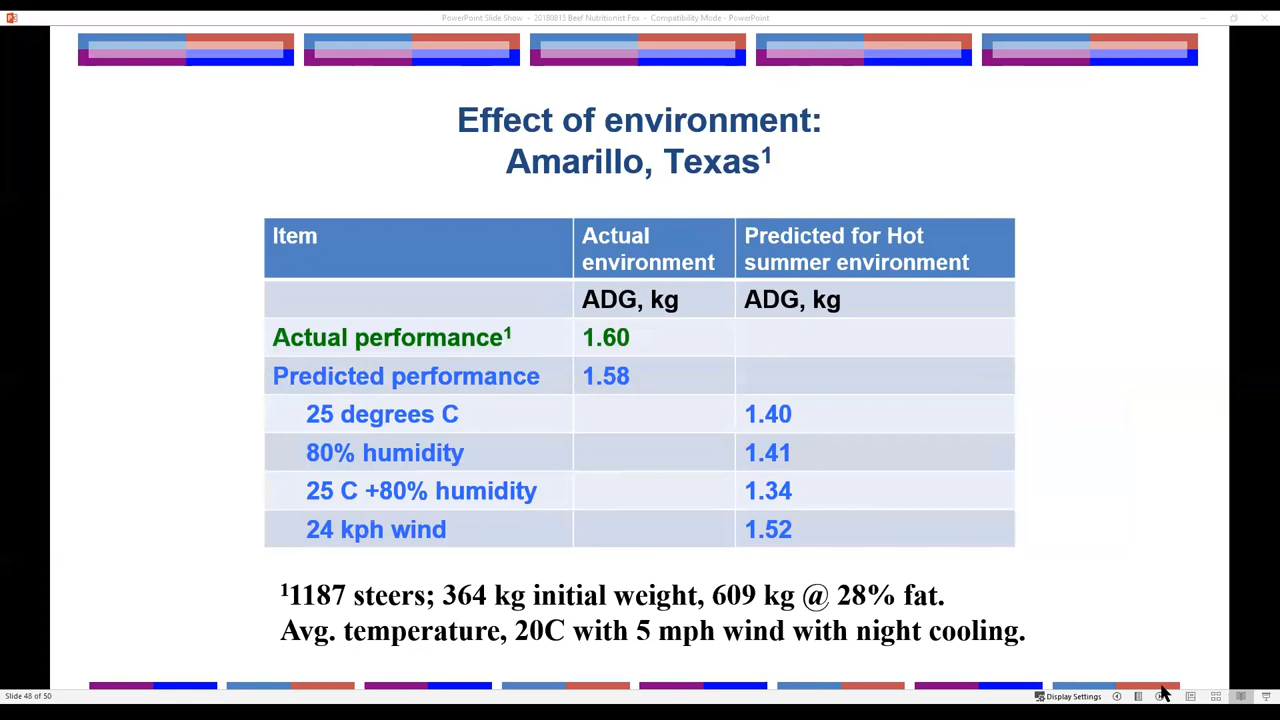 PowerPoint Slide Show - 20180815 Beef Nutritionist Fox - Compatibility Mode - PowerPoint
Effect of environment:
Amarillo, Texas¹
Item
Actual environment
Predicted for Hot summer environment
ADG, kg
ADG, kg
Actual performance¹ 1.60
Predicted performance 1.58
25 degrees C 1.40
80% humidity 1.41
25 C +80% humidity 1.34
24 kph wind 1.52
¹1187 steers; 364 kg initial weight, 609 kg @ 28% fat.
Avg. temperature, 20C with 5 mph wind with night cooling.
Slide 48 of 50
Display Settings